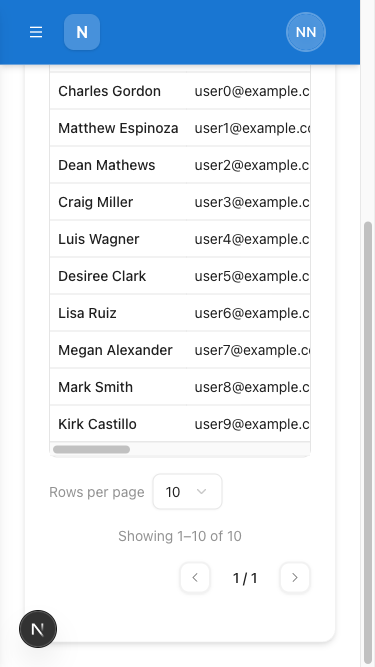 N
NN
Charles Gordon user0@example.c
Matthew Espinoza user1@example.co
Dean Mathews user2@example.c
Craig Miller user3@example.c
Luis Wagner user4@example.c
Desiree Clark user5@example.c
Lisa Ruiz user6@example.c
Megan Alexander user7@example.co
Mark Smith user8@example.c
Kirk Castillo user9@example.c
Rows per page 10
Showing 1–10 of 10
1 / 1
N